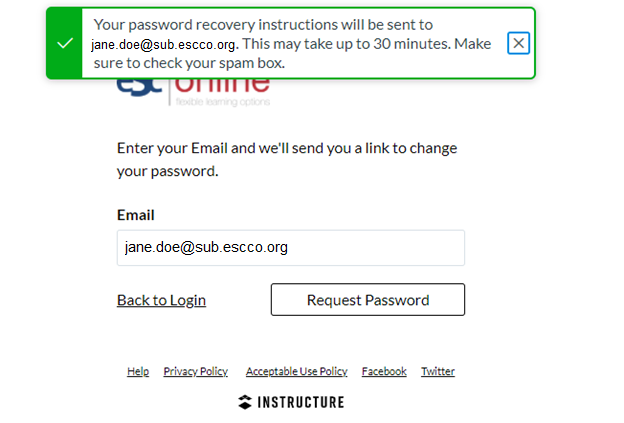 Your password recovery instructions will be sent to
jane.doe@sub.escco.org. This may take up to 30 minutes. Make
sure to check your spam box.
esc online
flexible learning options
Enter your Email and we'll send you a link to change
your password.
Email
jane.doe@sub.escco.org
Back to Login Request Password
Help Privacy Policy Acceptable Use Policy Facebook Twitter
INSTRUCTURE